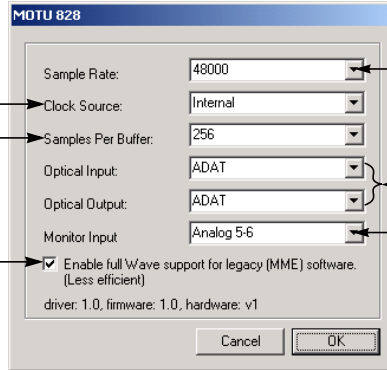 MOTU 828
Sample Rate: 48000
Clock Source: Internal
Samples Per Buffer: 256
Optical Input: ADAT
Optical Output: ADAT
Monitor Input Analog 5-6
Enable full Wave support for legacy (MME) software.
(Less efficient)
driver: 1.0, firmware: 1.0, hardware: v1
Cancel OK